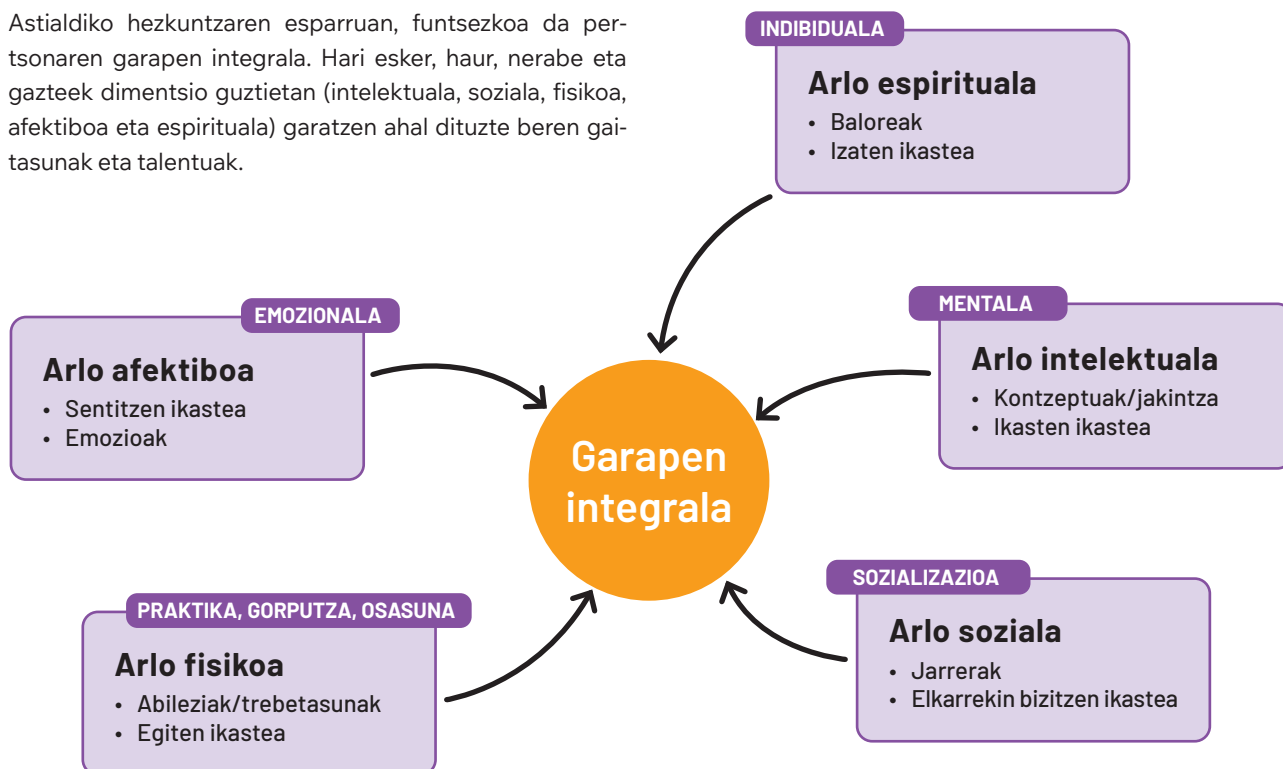 Astialdiko hezkuntzaren esparruan, funtsezkoa da per-
tsonaren garapen integrala. Hari esker, haur, nerabe eta
gazteek dimentsio guztietan (intelektuala, soziala, fisikoa,
afektiboa eta espirituala) garatzen ahal dituzte beren gai-
tasunak eta talentuak.
INDIBIDUALA
Arlo espirituala
• Baloreak
• Izaten ikastea
EMOZIONALA
Arlo afektiboa
• Sentitzen ikastea
• Emozioak
MENTALA
Arlo intelektuala
• Kontzeptuak/jakintza
• Ikasten ikastea
Garapen
integrala
PRAKTIKA, GORPUTZA, OSASUNA
Arlo fisikoa
• Abileziak/trebetasunak
• Egiten ikastea
SOZIALIZAZIOA
Arlo soziala
• Jarrerak
• Elkarrekin bizitzen ikastea